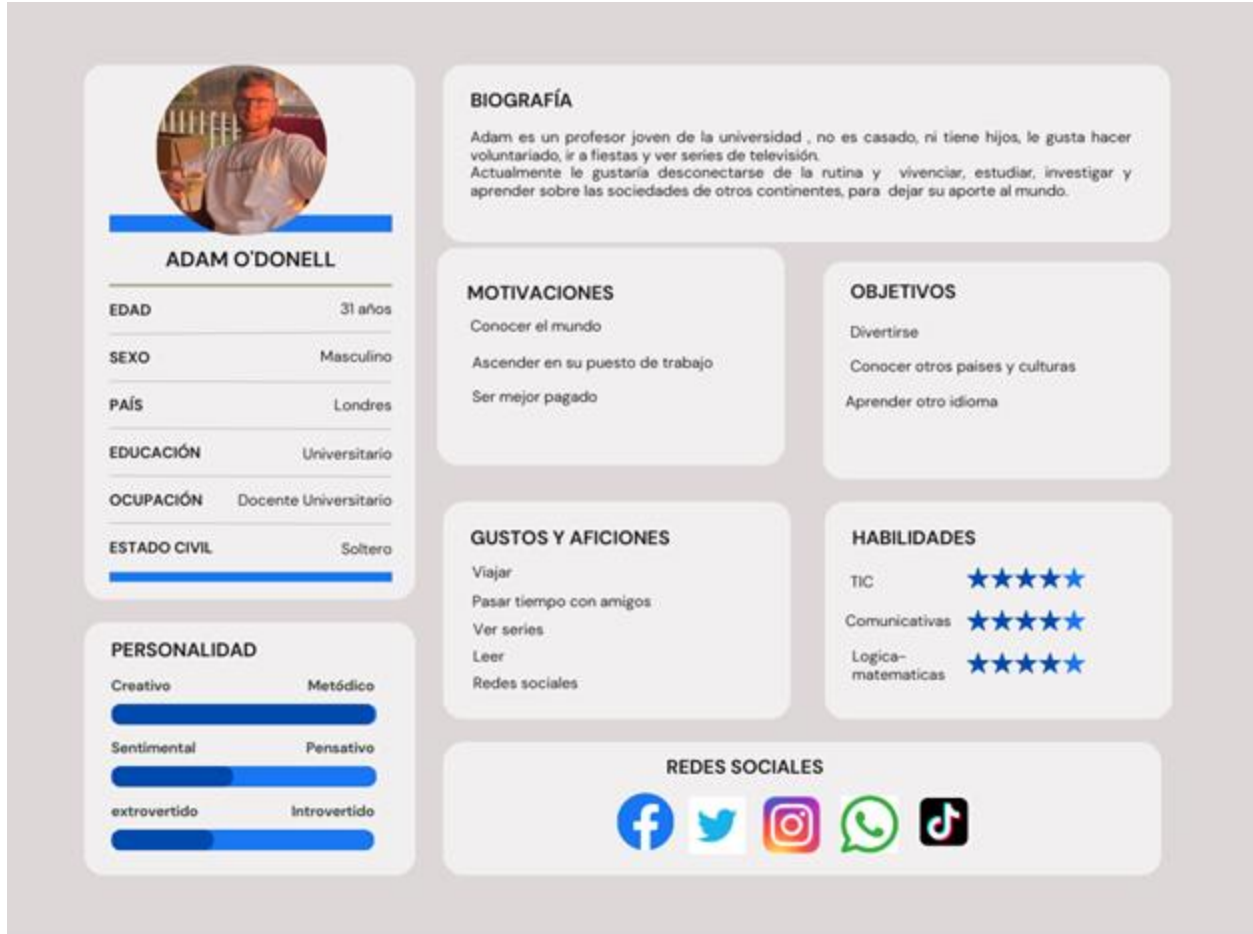 ADAM O'DONELL
EDAD 31 años
SEXO Masculino
PAÍS Londres
EDUCACIÓN Universitario
OCUPACIÓN Docente Universitario
ESTADO CIVIL Soltero
PERSONALIDAD
Creativo Metódico
Sentimental Pensativo
extrovertido Introvertido
BIOGRAFÍA
Adam es un profesor joven de la universidad , no es casado, ni tiene hijos, le gusta hacer
voluntariado, ir a fiestas y ver series de televisión.
Actualmente le gustaría desconectarse de la rutina y vivenciar, estudiar, investigar y
aprender sobre las sociedades de otros continentes, para dejar su aporte al mundo.
MOTIVACIONES
Conocer el mundo
Ascender en su puesto de trabajo
Ser mejor pagado
OBJETIVOS
Divertirse
Conocer otros paises y culturas
Aprender otro idioma
GUSTOS Y AFICIONES
Viajar
Pasar tiempo con amigos
Ver series
Leer
Redes sociales
HABILIDADES
TIC
Comunicativas
Logica-
matematicas
REDES SOCIALES